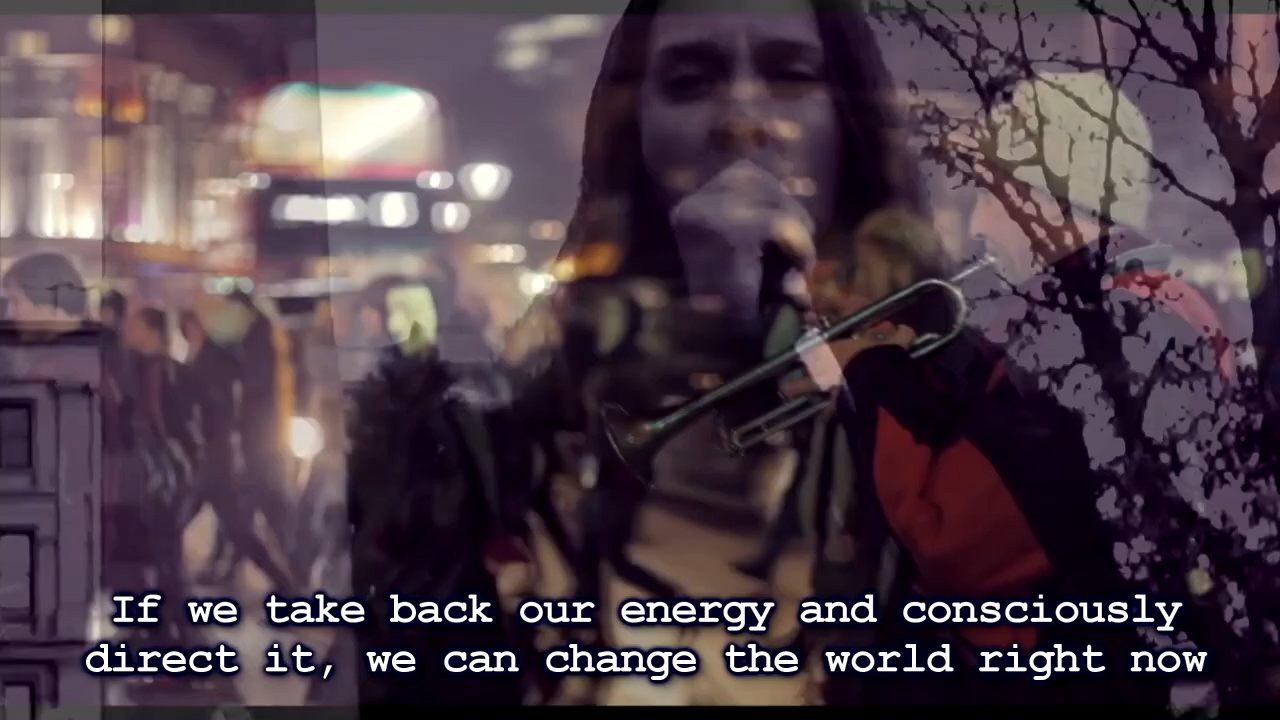 If we take back our energy and consciously
direct it, we can change the world right now